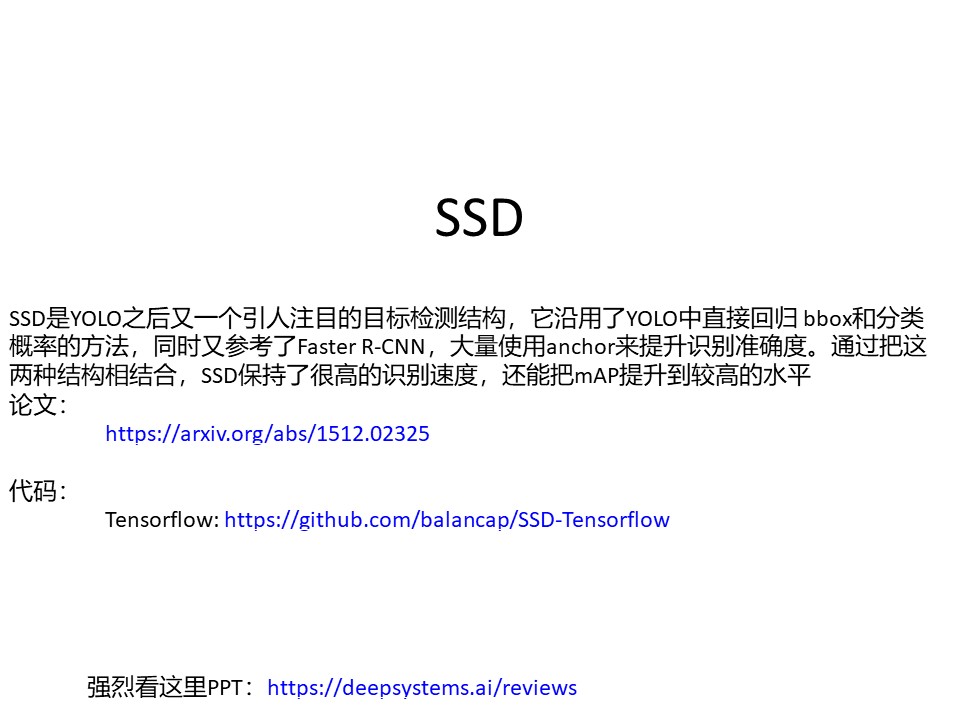 SSD
SSD是YOLO之后又一个引人注目的目标检测结构，它沿用了YOLO中直接回归 bbox和分类
概率的方法，同时又参考了Faster R-CNN，大量使用anchor来提升识别准确度。通过把这
两种结构相结合，SSD保持了很高的识别速度，还能把mAP提升到较高的水平
论文：
https://arxiv.org/abs/1512.02325
代码：
Tensorflow: https://github.com/balancap/SSD-Tensorflow
强烈看这里PPT：https://deepsystems.ai/reviews